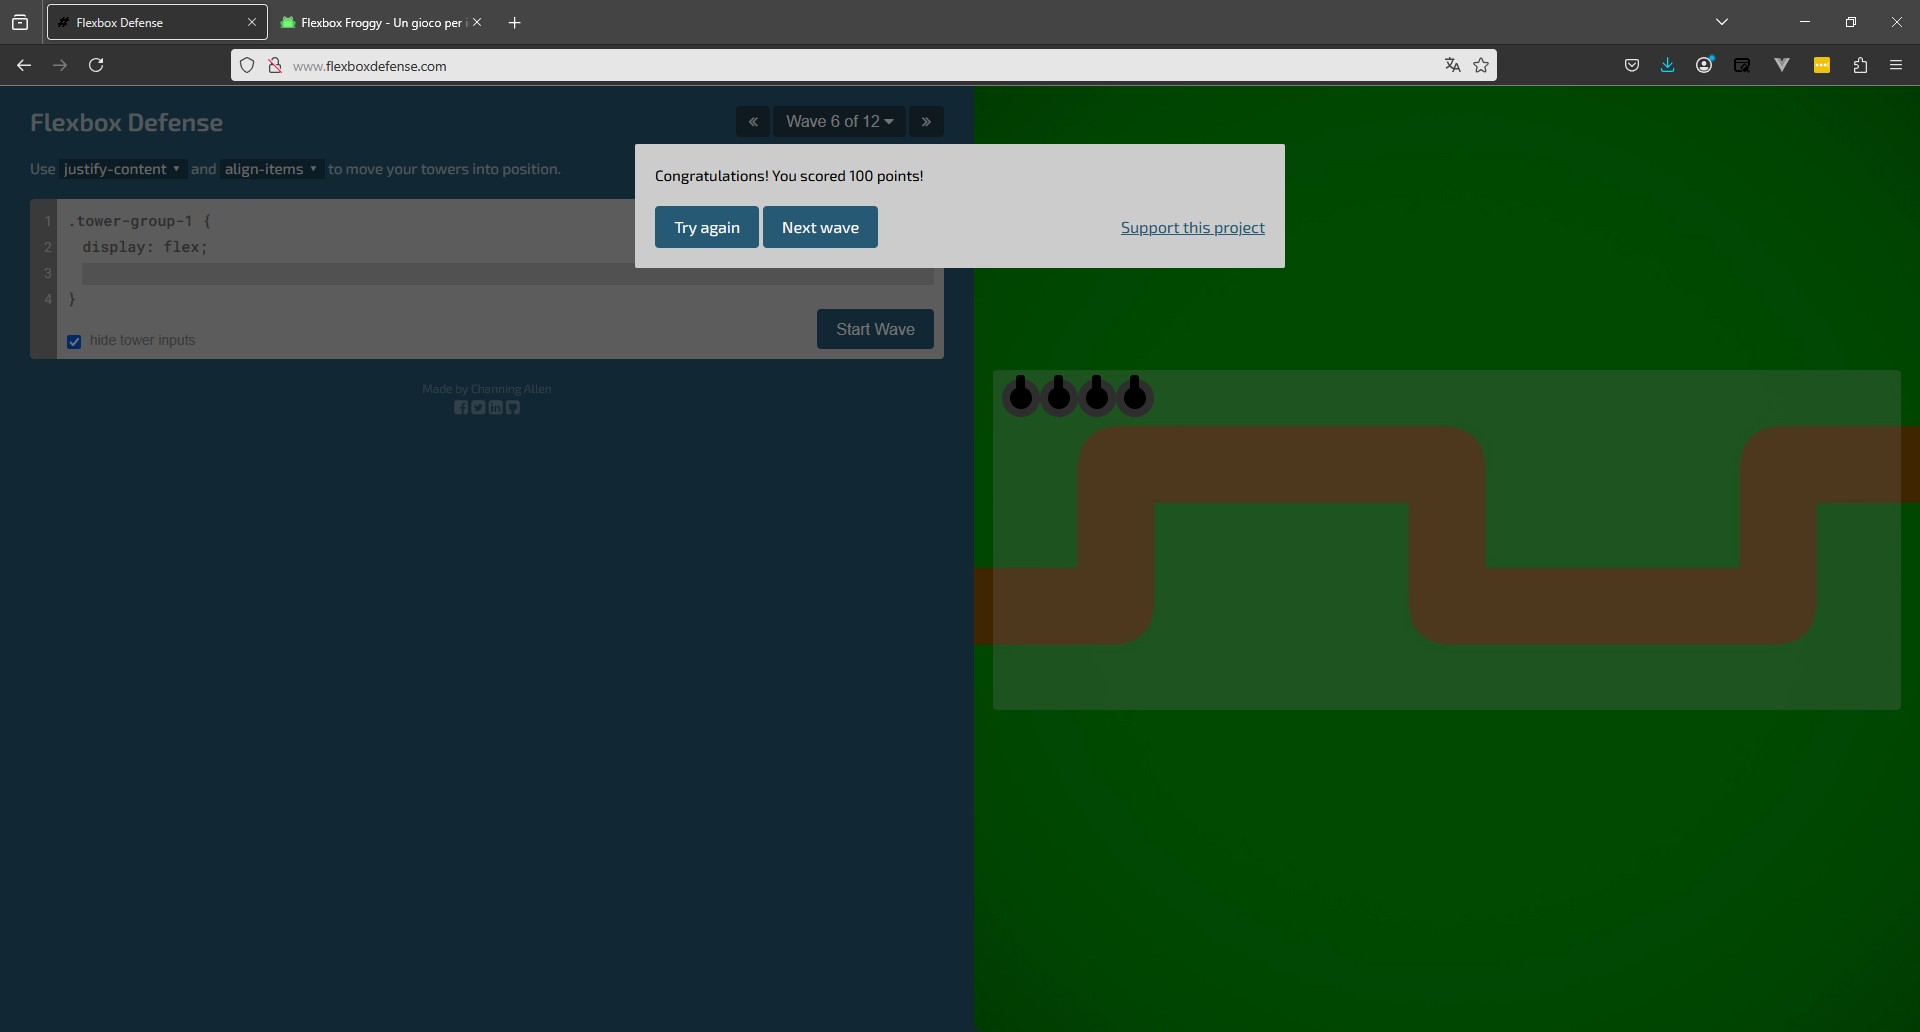 Flexbox Defense
Flexbox Froggy - Un gioco per i
www.flexboxdefense.com
Flexbox Defense
« Wave 6 of 12 »
Use justify-content and align-items to move your towers into position.
Congratulations! You scored 100 points!
Try again Next wave Support this project
1 .tower-group-1 {
2 display: flex;
3
4 }
hide tower inputs
Start Wave
Made by Channing Allen